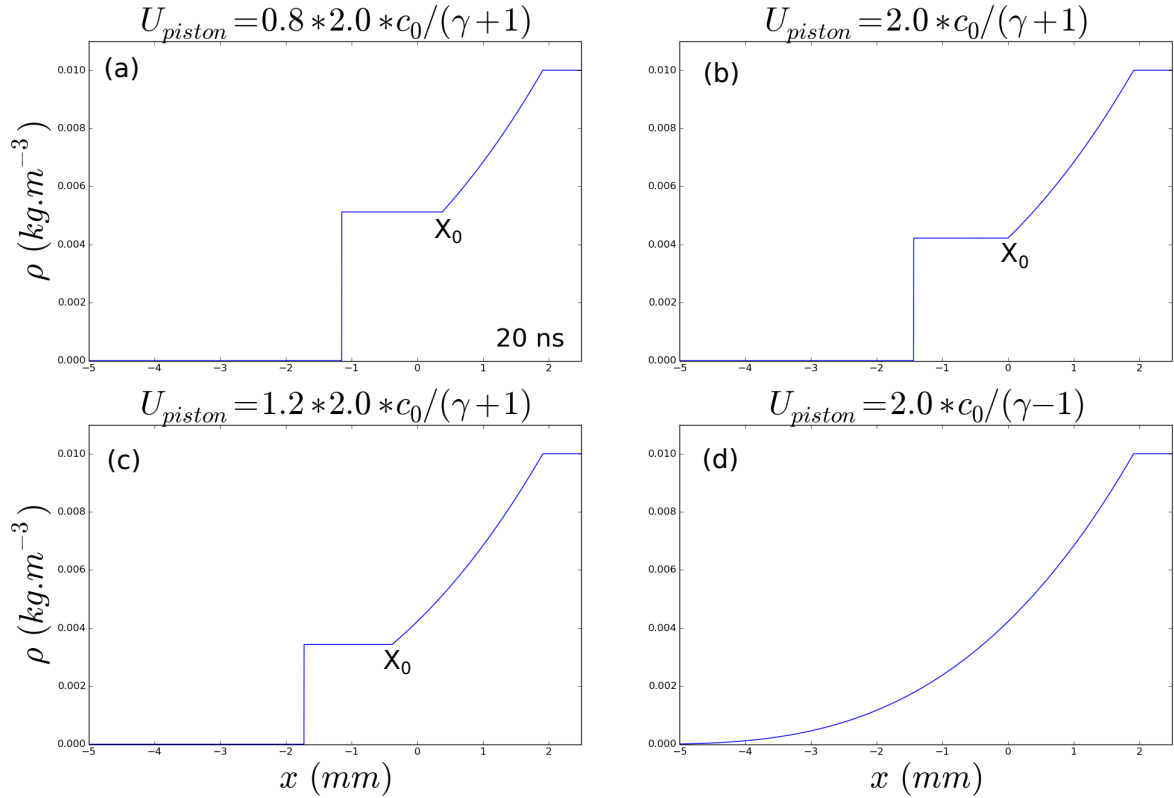 U_piston = 0.8 * 2.0 * c_0/(γ + 1)
U_piston = 2.0 * c_0/(γ + 1)
(a)
ρ (kg.m^−3)
0.010
0.008
0.006
0.004
0.002
0.000
X_0
20 ns
−5 −4 −3 −2 −1 0 1 2
(b)
0.010
0.008
0.006
0.004
0.002
0.000
X_0
−5 −4 −3 −2 −1 0 1 2
U_piston = 1.2 * 2.0 * c_0/(γ + 1)
U_piston = 2.0 * c_0/(γ − 1)
(c)
ρ (kg.m^−3)
0.010
0.008
0.006
0.004
0.002
0.000
X_0
−5 −4 −3 −2 −1 0 1 2
x (mm)
(d)
0.010
0.008
0.006
0.004
0.002
0.000
−5 −4 −3 −2 −1 0 1 2
x (mm)